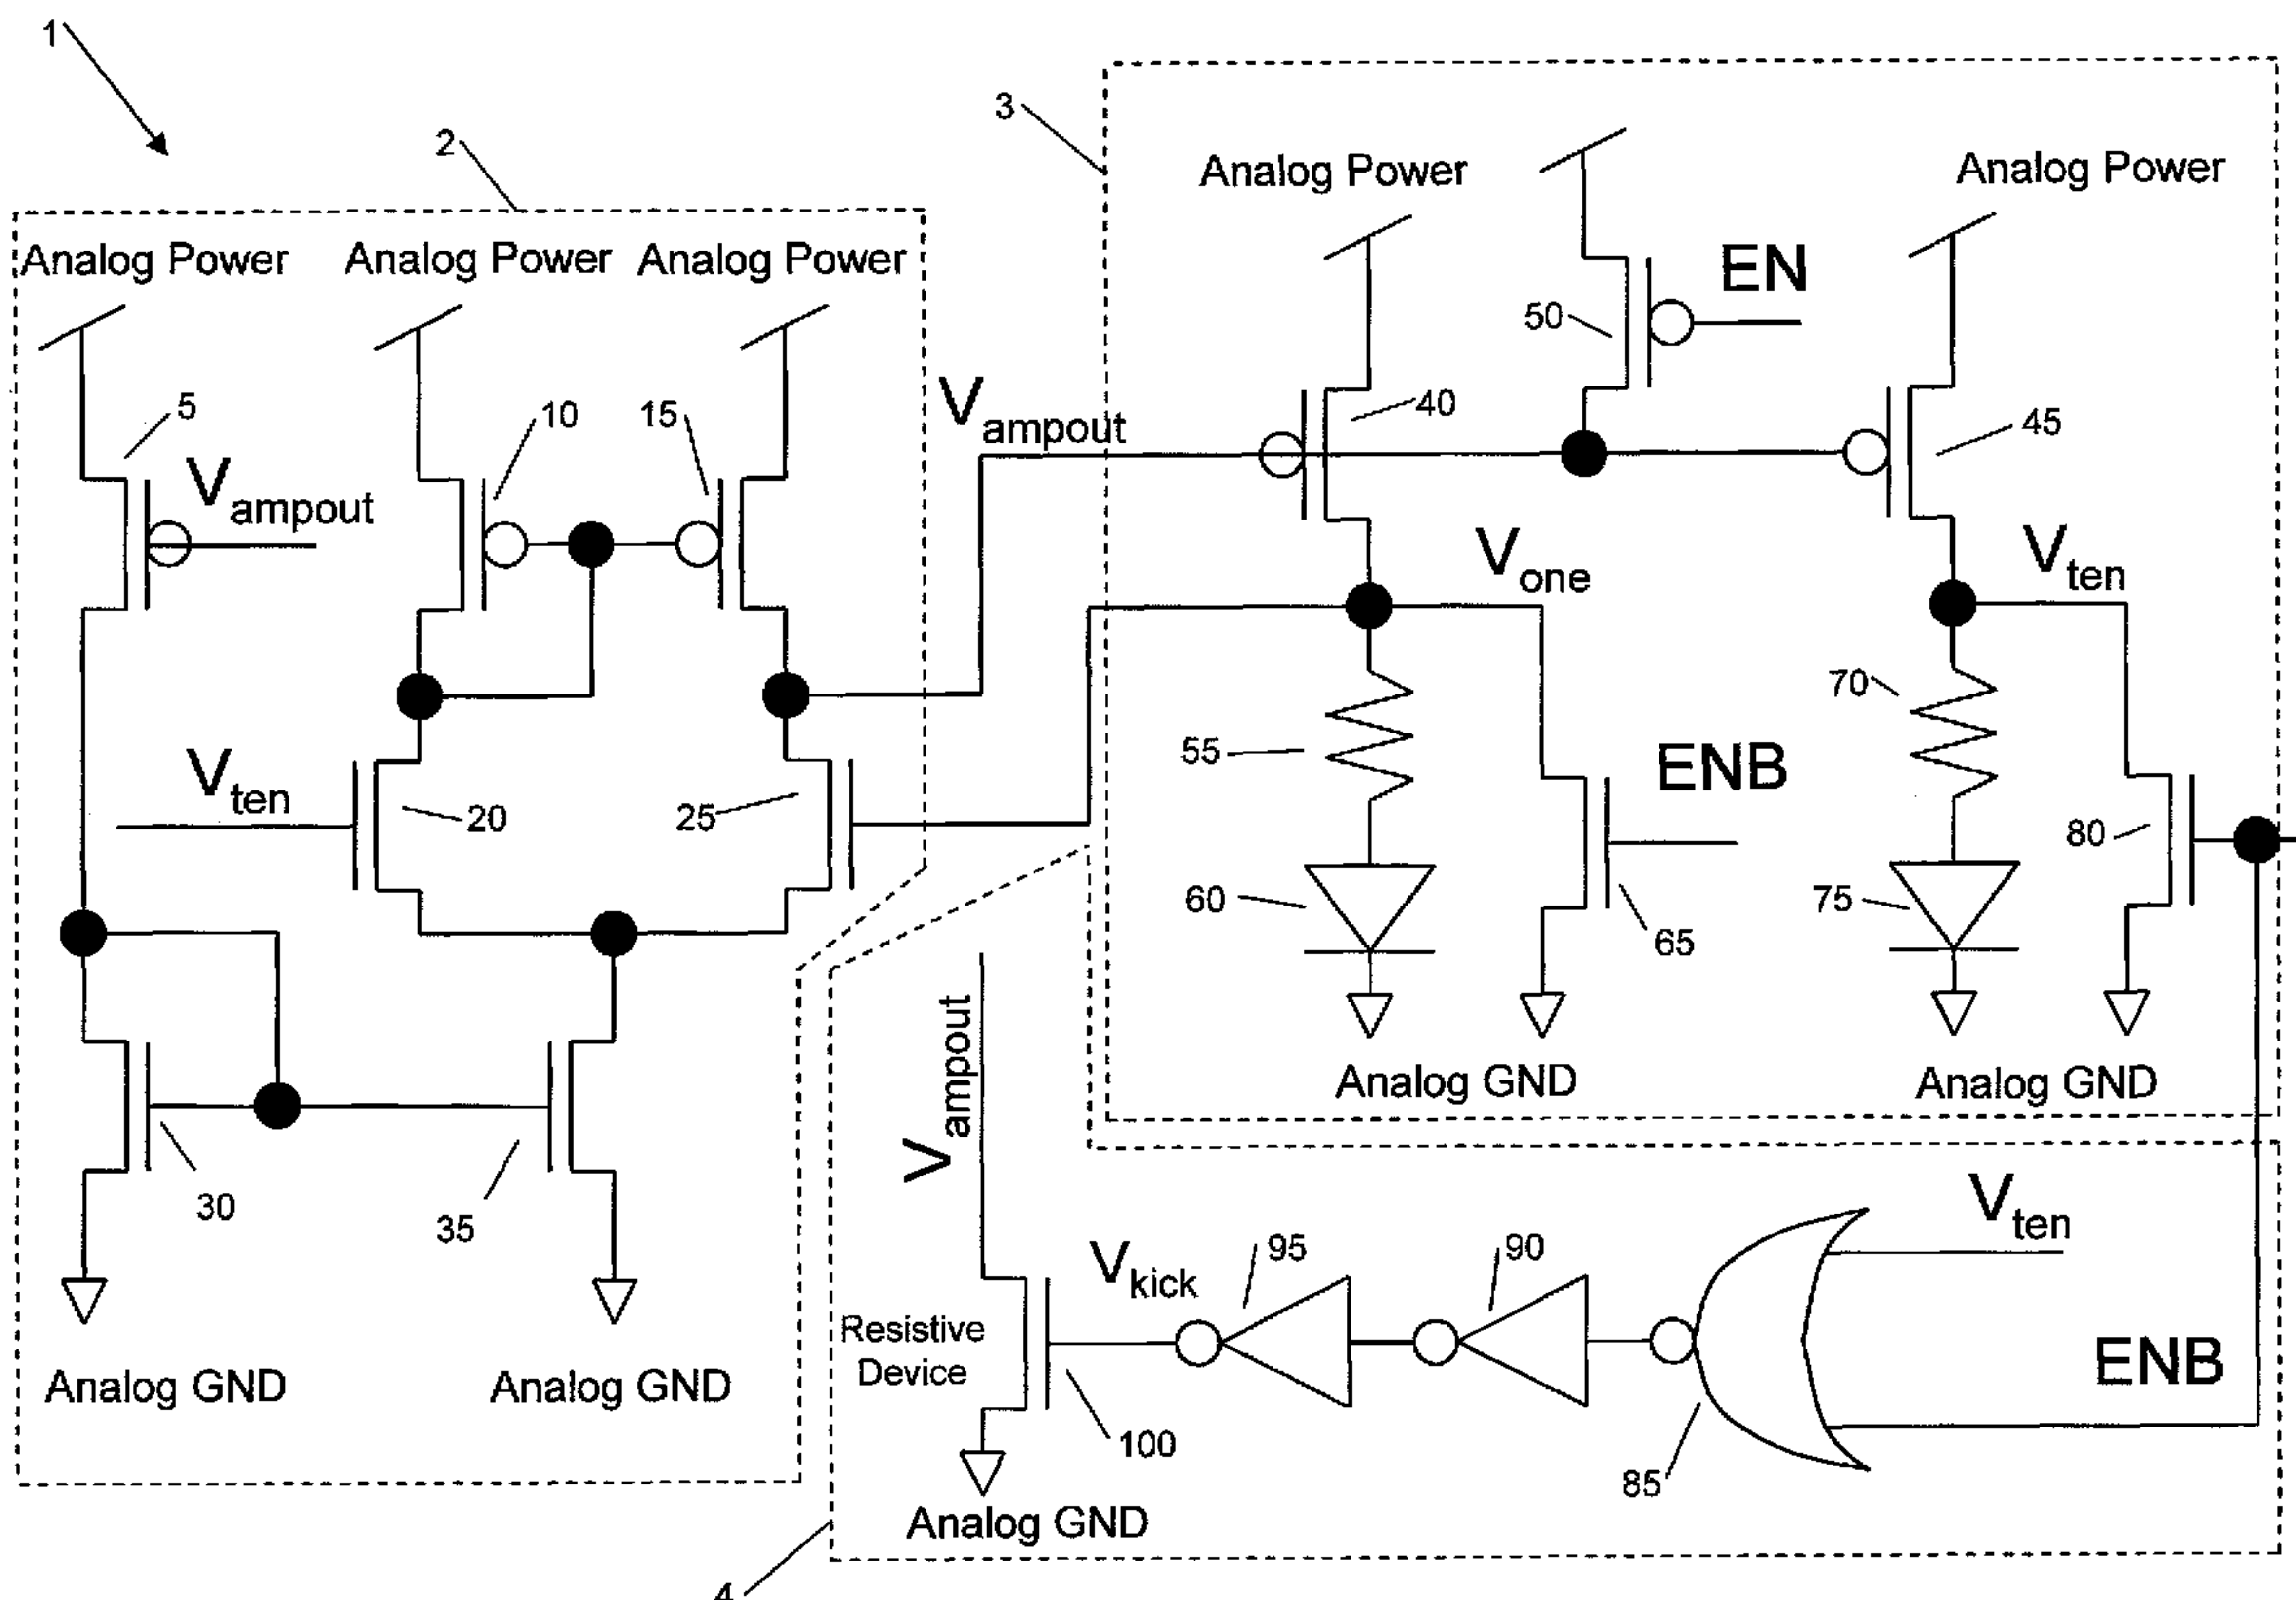 1
2
3
Analog Power
Analog Power
Analog Power
Analog Power
Analog Power
EN
50
5
10
15
40
45
Vampout
Vampout
Vone
Vten
Vten
20
25
55
70
ENB
60
65
75
80
30
35
Analog GND
Analog GND
Analog GND
Analog GND
Vampout
Vkick
95
90
Vten
Resistive
Device
100
85
ENB
Analog GND
4